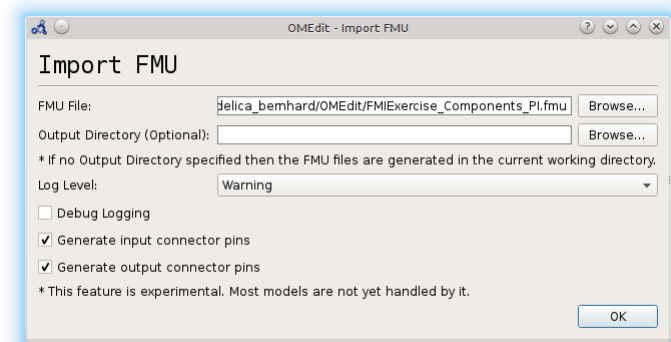 OMEdit - Import FMU
Import FMU
FMU File: delica_bernhard/OMEdit/FMIExercise_Components_PI.fmu Browse...
Output Directory (Optional): Browse...
* If no Output Directory specified then the FMU files are generated in the current working directory.
Log Level: Warning
Debug Logging
Generate input connector pins
Generate output connector pins
* This feature is experimental. Most models are not yet handled by it.
OK